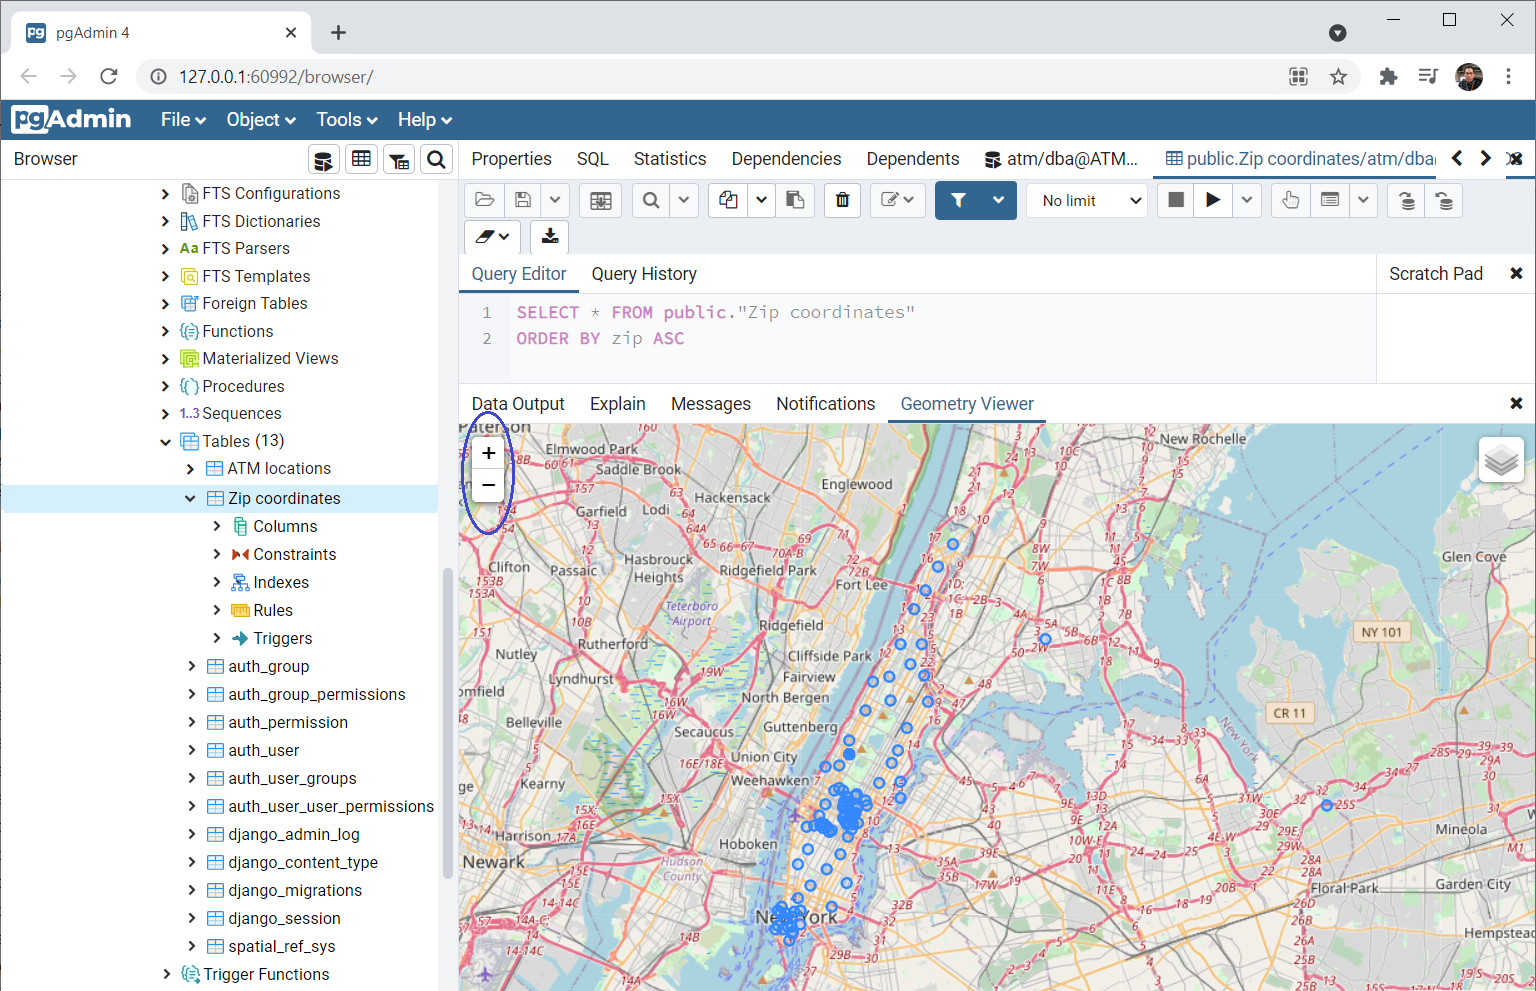 pgAdmin 4
127.0.0.1:60992/browser/
pgAdmin File Object Tools Help
Browser
Properties SQL Statistics Dependencies Dependents atm/dba@ATM... public.Zip coordinates/atm/dba
No limit
Query Editor Query History Scratch Pad
1 SELECT * FROM public."Zip coordinates"
2 ORDER BY zip ASC
Data Output Explain Messages Notifications Geometry Viewer
FTS Configurations
FTS Dictionaries
Aa FTS Parsers
FTS Templates
Foreign Tables
Functions
Materialized Views
Procedures
1..3 Sequences
Tables (13)
ATM locations
Zip coordinates
Columns
Constraints
Indexes
Rules
Triggers
auth_group
auth_group_permissions
auth_permission
auth_user
auth_user_groups
auth_user_user_permissions
django_admin_log
django_content_type
django_migrations
django_session
spatial_ref_sys
Trigger Functions
+
−
Paterson
Elmwood Park
New Rochelle
Saddle Brook
Hackensack
Englewood
Garfield
Lodi
Glen Cove
Clifton
Passaic
Hasbrouck
Heights
Ridgefield Park
Fort Lee
Teterboro
Airport
Ridgefield
NY 101
Nutley
Rutherford
Cliffside Park
Fairview
Lyndhurst
North Bergen
CR 11
Belleville
Secaucus
Guttenberg
New York
Union City
Weehawken
Kearny
Harrison
Hoboken
Mineola
Newark
Hudson
County
Floral Park
Garden City
New York
Hempstead